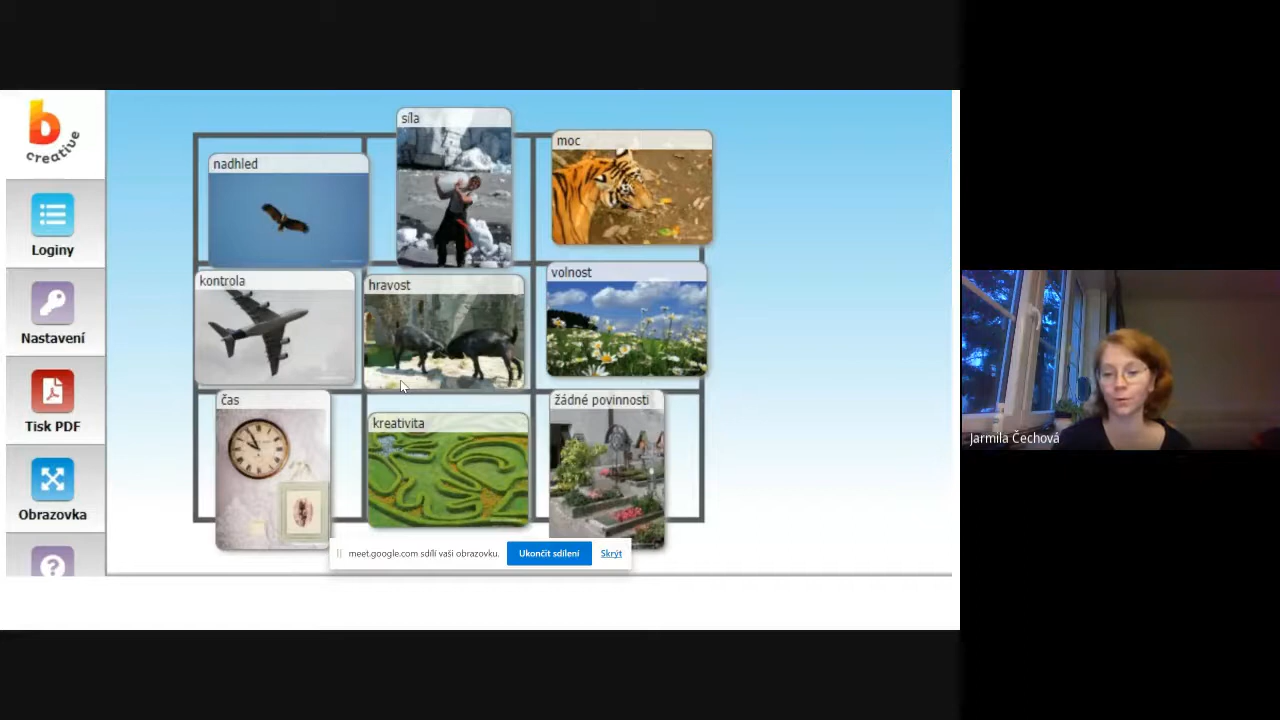 b
creative
Loginy
Nastavení
Tisk PDF
Obrazovka
nadhled
síla
moc
kontrola
hravost
volnost
čas
kreativita
žádné povinnosti
meet.google.com sdílí vaši obrazovku.
Ukončit sdílení
Skrýt
Jarmila Čechová